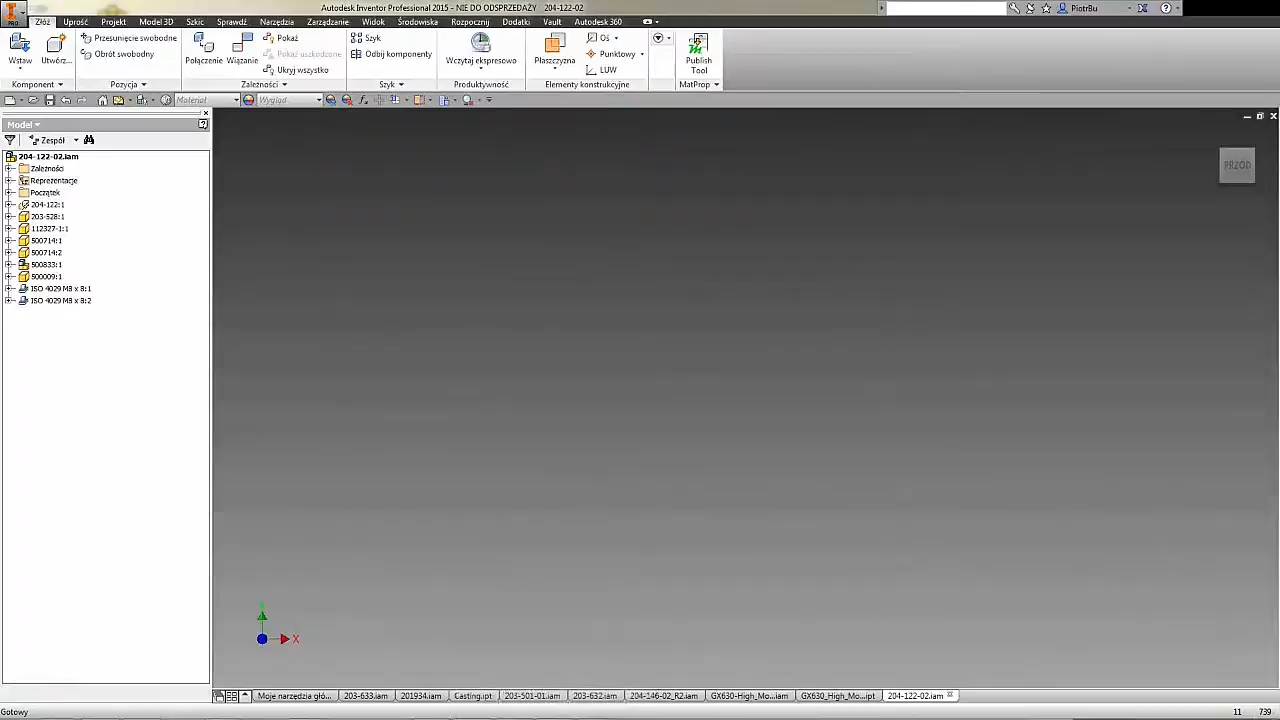 Autodesk Inventor Professional 2015 - NIE DO ODSPRZEDAŻY 204-122-02
PiotrBu
PRO
Złóż Uprość Projekt Model 3D Szkic Sprawdź Narzędzia Zarządzanie Widok Środowiska Rozpocznij Dodatki Vault Autodesk 360
Wstaw Utwórz...
Przesunięcie swobodne
Obrót swobodny
Połączenie Wiązanie
Pokaż
Pokaż uszkodzone
Ukryj wszystko
Szyk
Odbij komponenty
Wczytaj ekspresowo
Płaszczyzna
Oś
Punktowy
LUW
Publish Tool
Komponent Pozycja Zależności Szyk Produktywność Elementy konstrukcyjne MatProp
Materiał Wygląd
Model
Zespół
204-122-02.iam
Zależności
Reprezentacje
Początek
204-122:1
203-528:1
112327-1:1
500714:1
500714:2
500833:1
500009:1
ISO 4029 M8 x 8:1
ISO 4029 M8 x 8:2
PRZÓD
X
Moje narzędzia głó... 203-633.iam 201934.iam Casting.ipt 203-501-01.iam 203-632.iam 204-146-02_R2.iam GX630-High_Mo...iam GX630_High_Mo...ipt 204-122-02.iam
Gotowy
11 739